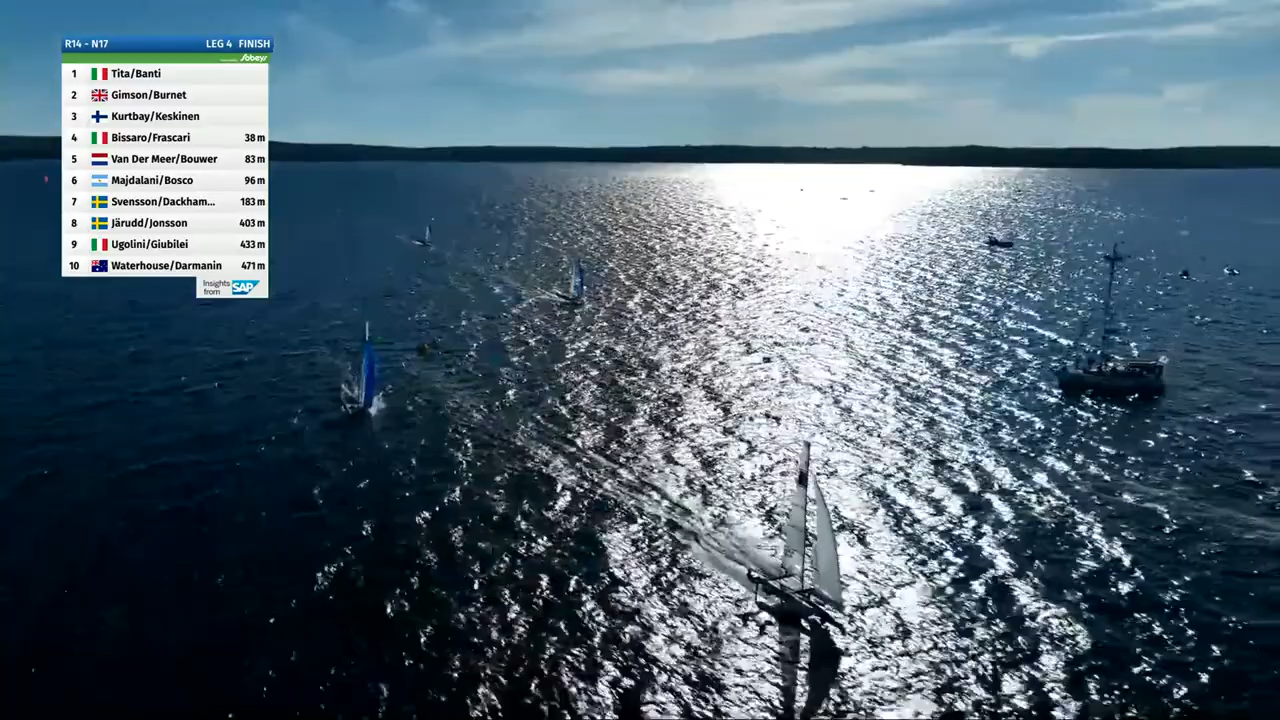 R14 - N17 LEG 4 FINISH
Sobeys
1 Tita/Banti
2 Gimson/Burnet
3 Kurtbay/Keskinen
4 Bissaro/Frascari 38 m
5 Van Der Meer/Bouwer 83 m
6 Majdalani/Bosco 96 m
7 Svensson/Dackham... 183 m
8 Järudd/Jonsson 403 m
9 Ugolini/Giubilei 433 m
10 Waterhouse/Darmanin 471 m
Insights from SAP